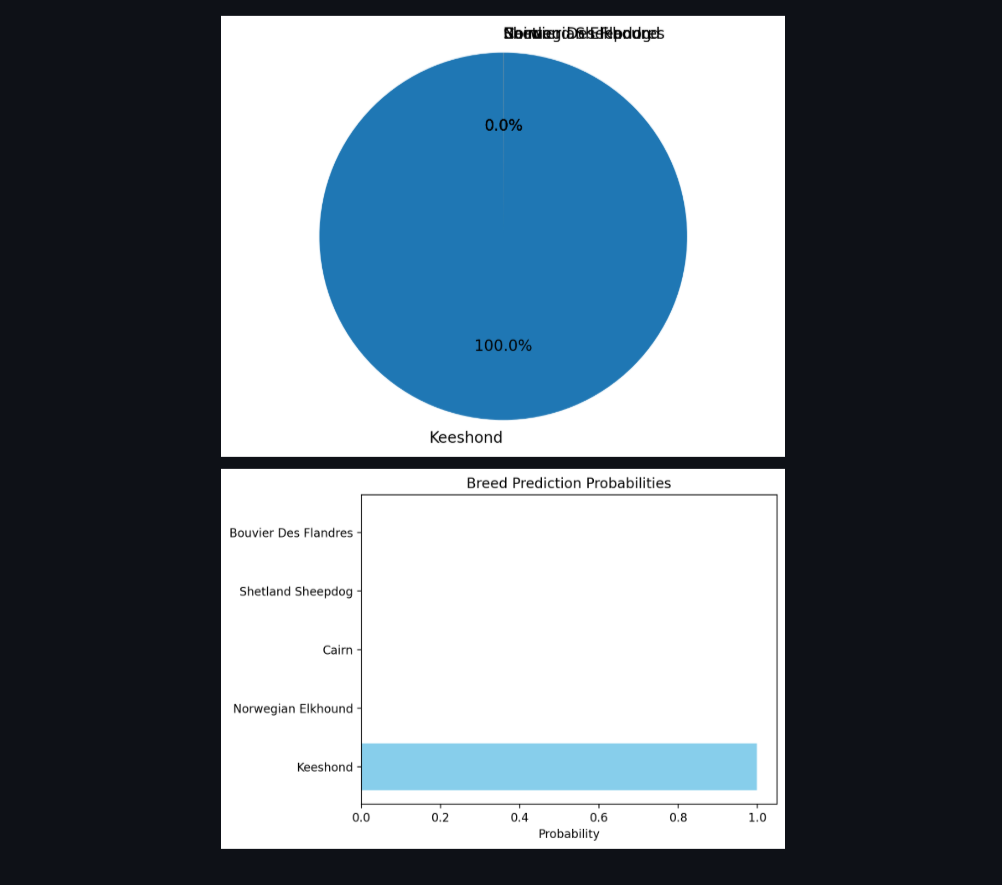 0.0%
100.0%
Keeshond
Breed Prediction Probabilities
Bouvier Des Flandres
Shetland Sheepdog
Cairn
Norwegian Elkhound
Keeshond
0.0 0.2 0.4 0.6 0.8 1.0
Probability